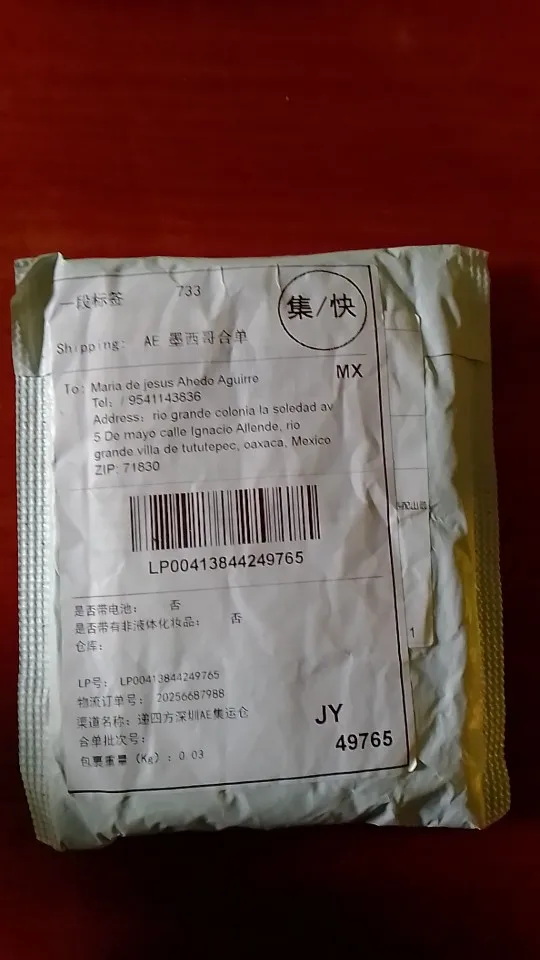 一段标签 733
集/快
Shipping: AE 墨西哥合单
MX
To: Maria de jesus Ahedo Aguirre
Tel: / 9541143836
Address: rio grande colonia la soledad av
5 De mayo calle Ignacio Allende, rio
grande villa de tututepec, oaxaca, Mexico
ZIP: 71830
LP00413844249765
是否带电池: 否
是否带有非液体化妆品: 否
仓库:
LP号: LP00413844249765
物流订单号: 20256687988
渠道名称: 递四方深圳AE集运仓
合单批次号:
包裹重量 (Kg) : 0.03
JY
49765
1